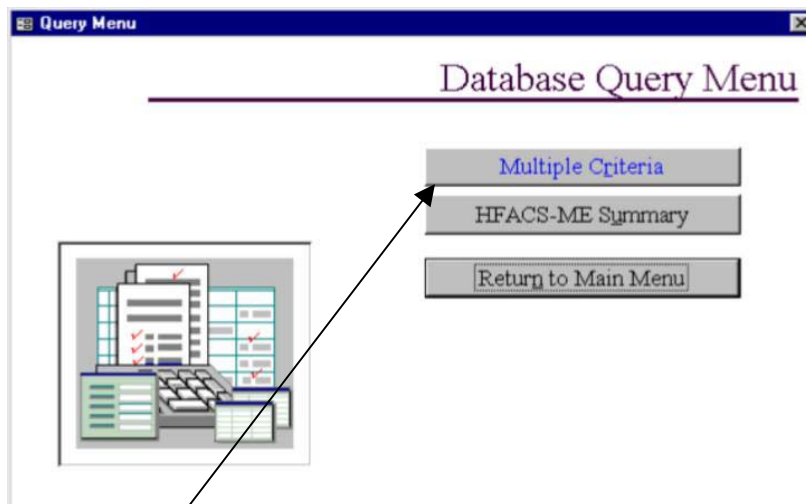 Query Menu
Database Query Menu
Multiple Criteria
HFACS-ME Summary
Return to Main Menu